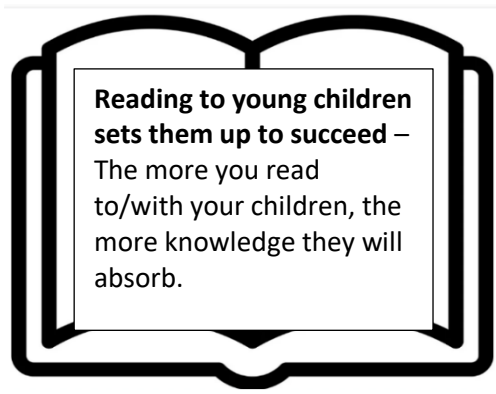 Reading to young children
sets them up to succeed –
The more you read
to/with your children, the
more knowledge they will
absorb.